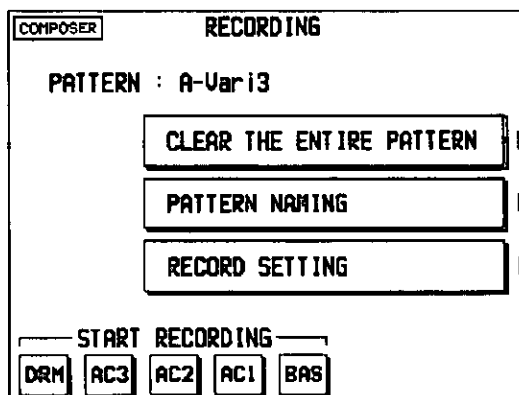 COMPOSER RECORDING
PATTERN : A-Vari3
CLEAR THE ENTIRE PATTERN
PATTERN NAMING
RECORD SETTING
START RECORDING
DRM AC3 AC2 AC1 BAS